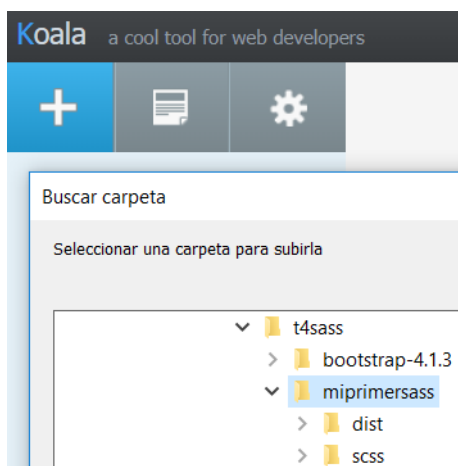 Koala a cool tool for web developers
Buscar carpeta
Seleccionar una carpeta para subirla
t4sass
bootstrap-4.1.3
miprimersass
dist
scss